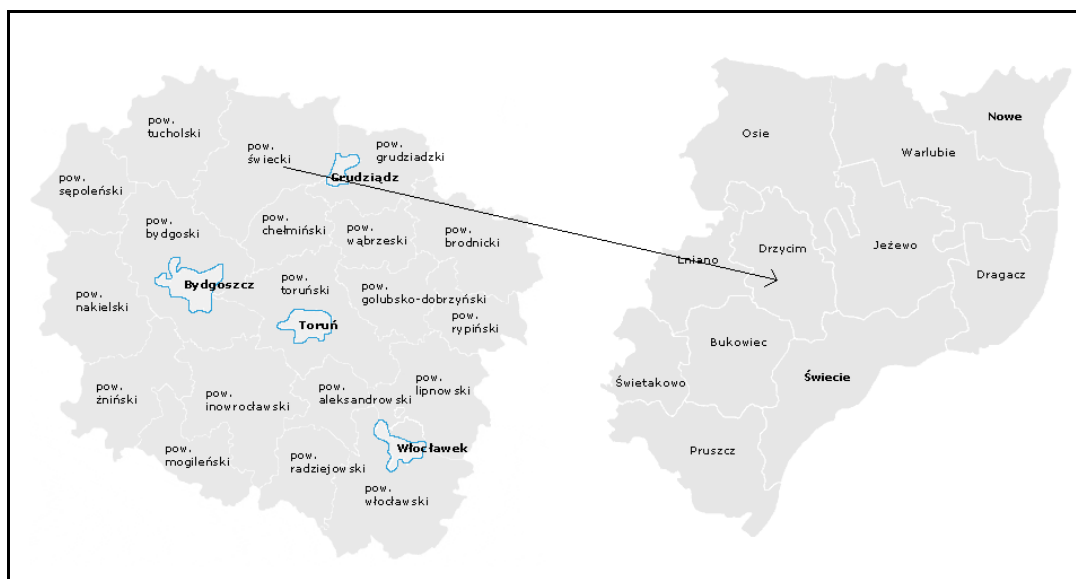 pow.
tucholski
pow.
świecki
pow.
grudziadzki
Grudziądz
pow.
sępoleński
pow.
bydgoski
pow.
chełmiński
pow.
wąbrzeski
pow.
brodnicki
Bydgoszcz
pow.
toruński
pow.
golubsko-dobrzyński
pow.
nakielski
Toruń
pow.
rypiński
pow.
żniński
pow.
inowrocławski
pow.
aleksandrowski
pow.
lipnowski
pow.
mogileński
pow.
radziejowski
Włocławek
pow.
włocławski
Nowe
Osie
Warlubie
Lniano
Drzycim
Jeżewo
Dragacz
Bukowiec
Świetakowo
Świecie
Pruszcz